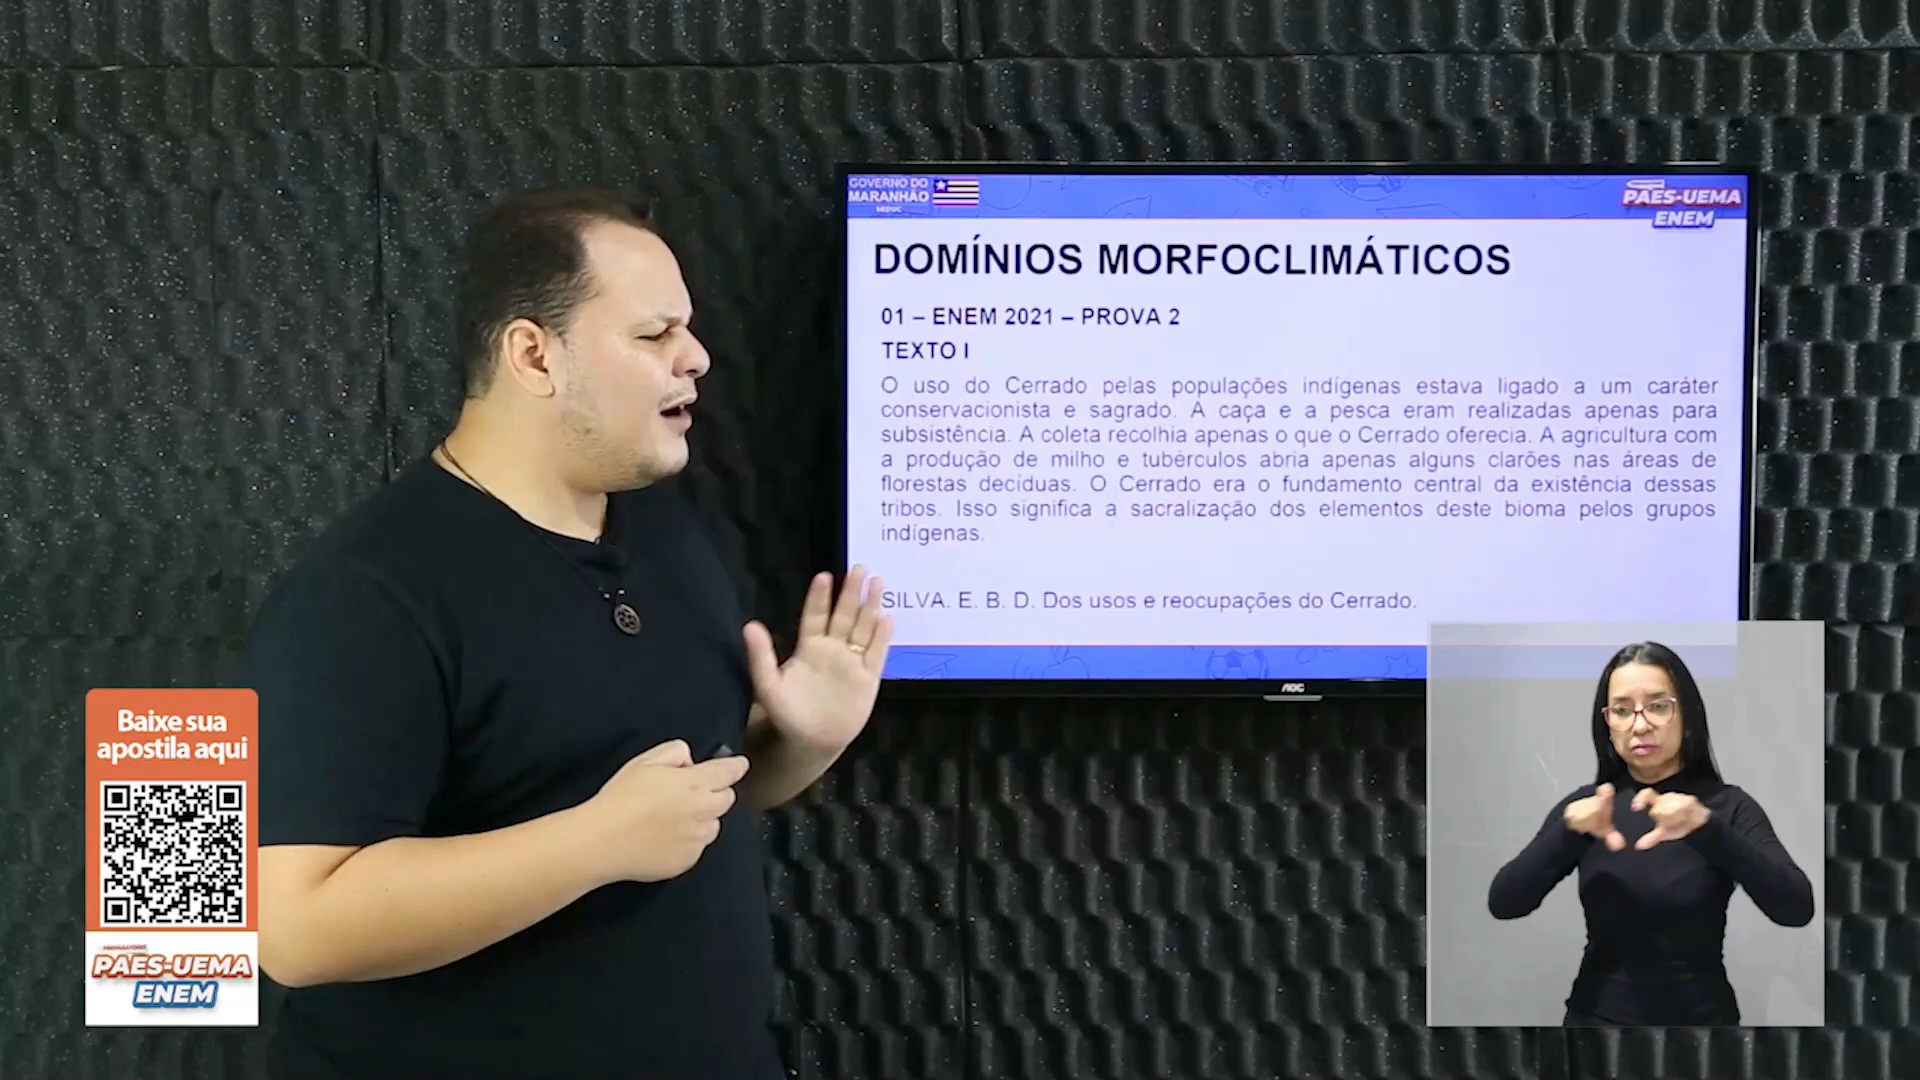 GOVERNO DO
MARANHÃO
SEDUC
PAES-UEMA
ENEM
DOMÍNIOS MORFOCLIMÁTICOS
01 – ENEM 2021 – PROVA 2
TEXTO I
O uso do Cerrado pelas populações indígenas estava ligado a um caráter
conservacionista e sagrado. A caça e a pesca eram realizadas apenas para
subsistência. A coleta recolhia apenas o que o Cerrado oferecia. A agricultura com
a produção de milho e tubérculos abria apenas alguns clarões nas áreas de
florestas decíduas. O Cerrado era o fundamento central da existência dessas
tribos. Isso significa a sacralização dos elementos deste bioma pelos grupos
indígenas.
SILVA. E. B. D. Dos usos e reocupações do Cerrado.
AOC
Baixe sua
apostila aqui
PREPARATÓRIO
PAES-UEMA
ENEM